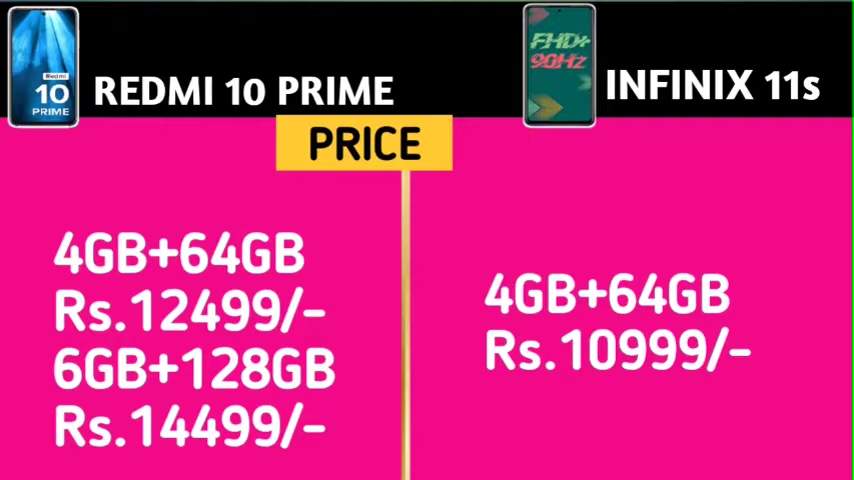 Redmi
10
PRIME
REDMI 10 PRIME
FHD+
90Hz
INFINIX 11s
PRICE
4GB+64GB
Rs.12499/-
6GB+128GB
Rs.14499/-
4GB+64GB
Rs.10999/-